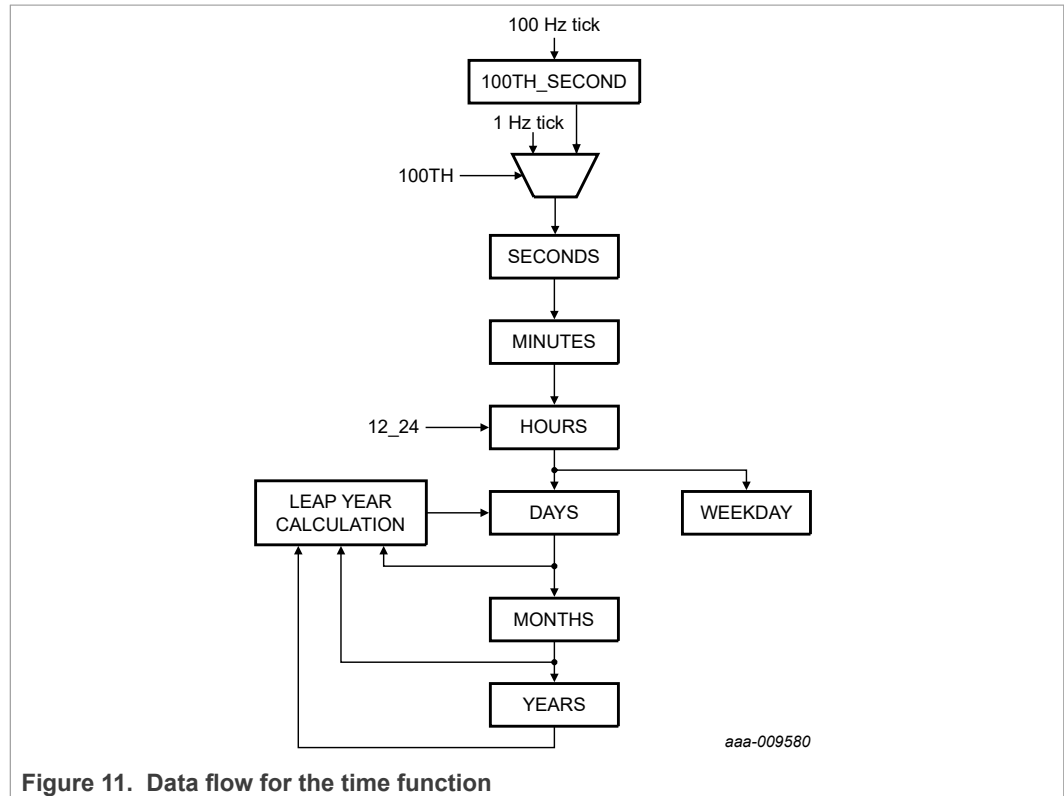 100 Hz tick
100TH_SECOND
1 Hz tick
100TH
SECONDS
MINUTES
12_24
HOURS
LEAP YEAR
CALCULATION
DAYS
WEEKDAY
MONTHS
YEARS
aaa-009580
Figure 11. Data flow for the time function